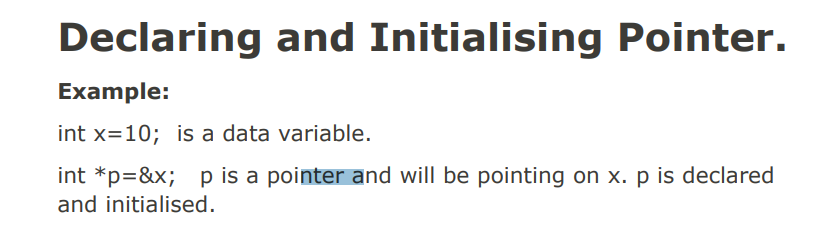 Declaring and Initialising Pointer.
Example:
int x=10;  is a data variable.
int *p=&x;   p is a pointer and will be pointing on x. p is declared
and initialised.